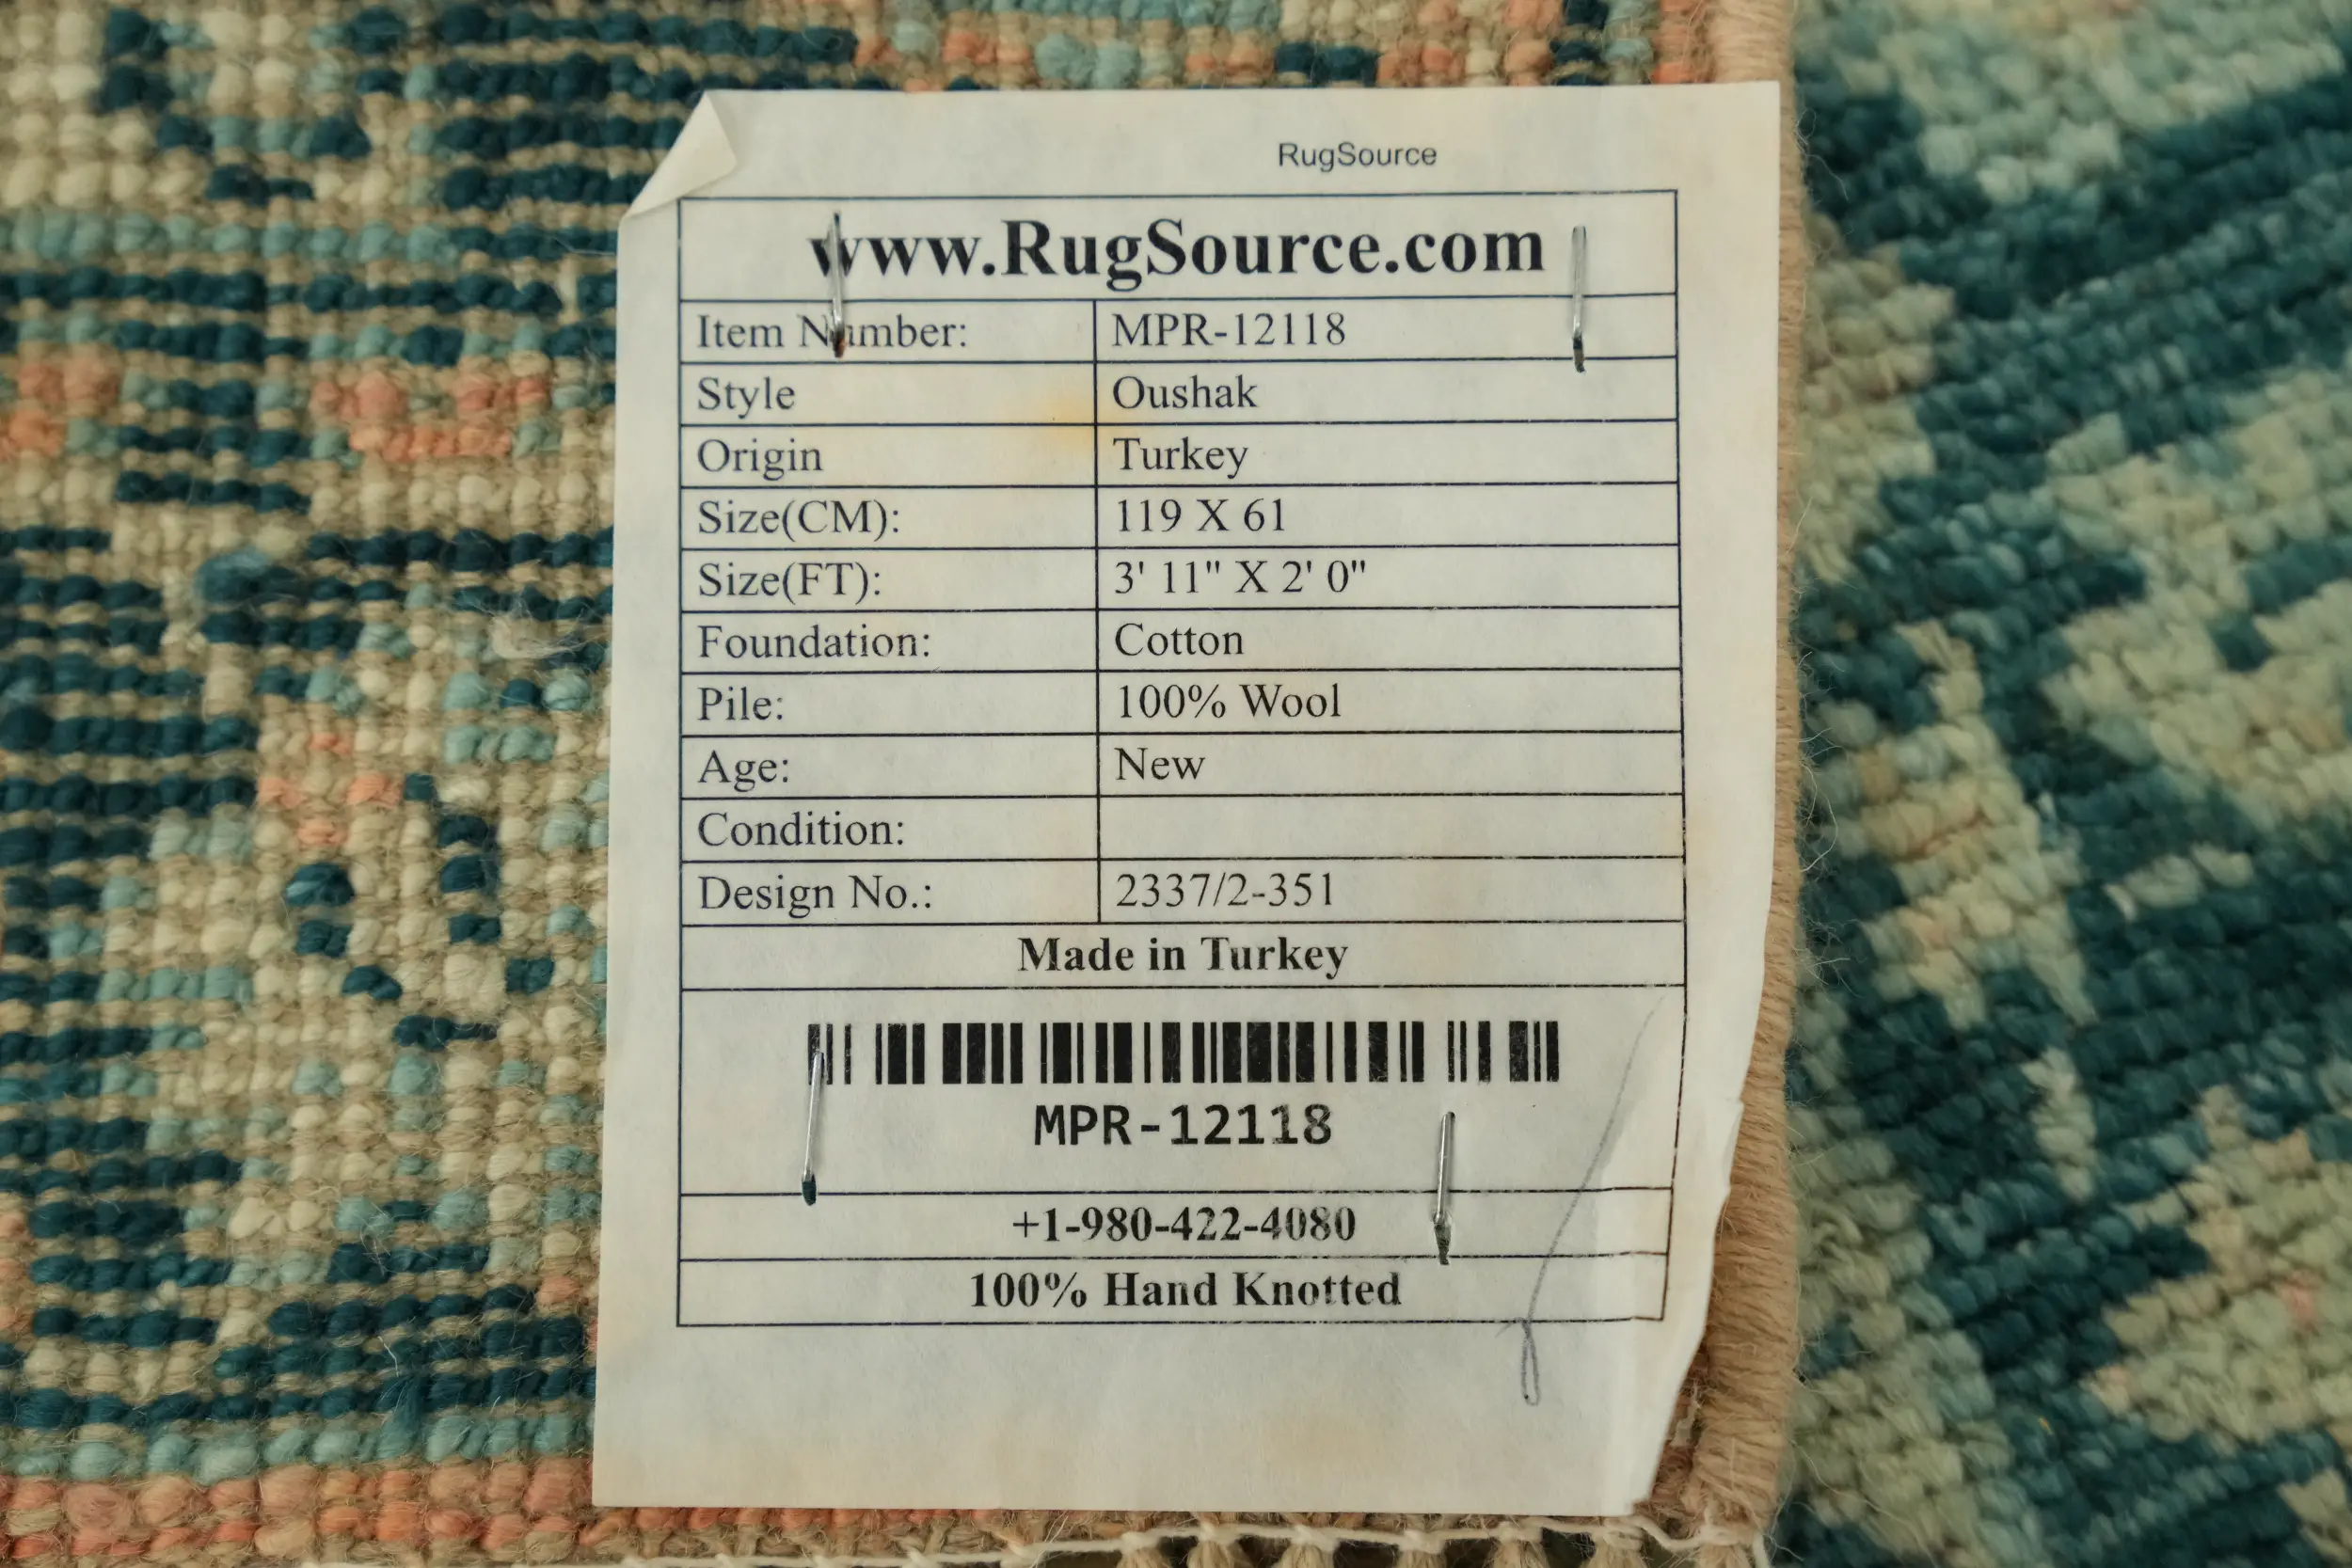 RugSource
www.RugSource.com
Item Number: MPR-12118
Style Oushak
Origin Turkey
Size(CM): 119 X 61
Size(FT): 3' 11" X 2' 0"
Foundation: Cotton
Pile: 100% Wool
Age: New
Condition:
Design No.: 2337/2-351
Made in Turkey
MPR-12118
+1-980-422-4080
100% Hand Knotted